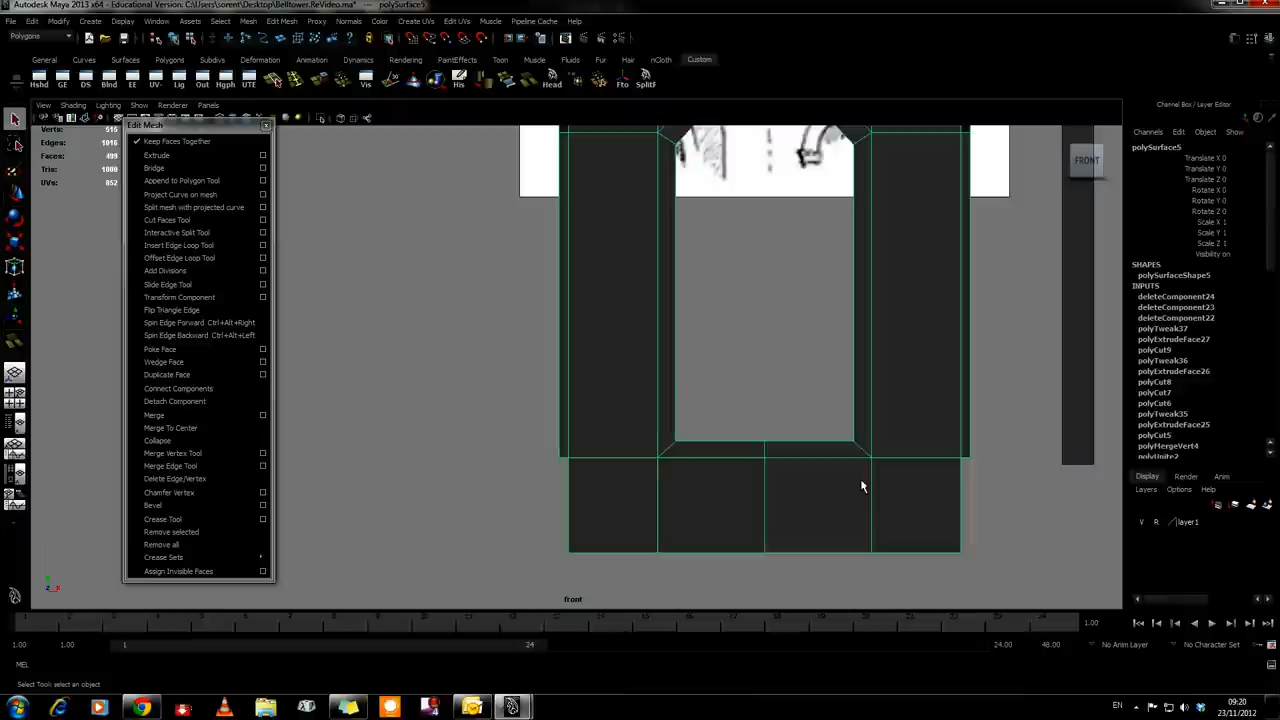 Autodesk Maya 2013 x64 - Educational Version: C:\Users\sorent\Desktop\Belltower.ReVideo.ma* --- polySurface5
File Edit Modify Create Display Window Assets Select Mesh Edit Mesh Proxy Normals Color Create UVs Edit UVs Muscle Pipeline Cache Help
Polygons
General Curves Surfaces Polygons Subdivs Deformation Animation Dynamics Rendering PaintEffects Toon Muscle Fluids Fur Hair nCloth Custom
Hshd GE DS Blnd EE UV- Lig Out Hgph UTE Vis His Head Fto SplitF
View Shading Lighting Show Renderer Panels
Channel Box / Layer Editor
Verts: 516
Edges: 1016
Faces: 499
Tris: 1000
UVs: 852
Edit Mesh
Keep Faces Together
Extrude
Bridge
Append to Polygon Tool
Project Curve on mesh
Split mesh with projected curve
Cut Faces Tool
Interactive Split Tool
Insert Edge Loop Tool
Offset Edge Loop Tool
Add Divisions
Slide Edge Tool
Transform Component
Flip Triangle Edge
Spin Edge Forward Ctrl+Alt+Right
Spin Edge Backward Ctrl+Alt+Left
Poke Face
Wedge Face
Duplicate Face
Connect Components
Detach Component
Merge
Merge To Center
Collapse
Merge Vertex Tool
Merge Edge Tool
Delete Edge/Vertex
Chamfer Vertex
Bevel
Crease Tool
Remove selected
Remove all
Crease Sets
Assign Invisible Faces
FRONT
front
Channels Edit Object Show
polySurface5
Translate X 0
Translate Y 0
Translate Z 0
Rotate X 0
Rotate Y 0
Rotate Z 0
Scale X 1
Scale Y 1
Scale Z 1
Visibility on
SHAPES
polySurfaceShape5
INPUTS
deleteComponent24
deleteComponent23
deleteComponent22
polyTweak37
polyExtrudeFace27
polyCut9
polyTweak36
polyExtrudeFace26
polyCut8
polyCut7
polyCut6
polyTweak35
polyExtrudeFace25
polyCut5
polyMergeVert4
polyUnite2
Display Render Anim
Layers Options Help
V R layer1
1.00
1.00 1.00 1 24 24.00 48.00 No Anim Layer No Character Set
MEL
Select Tool: select an object
EN
09:20
23/11/2012